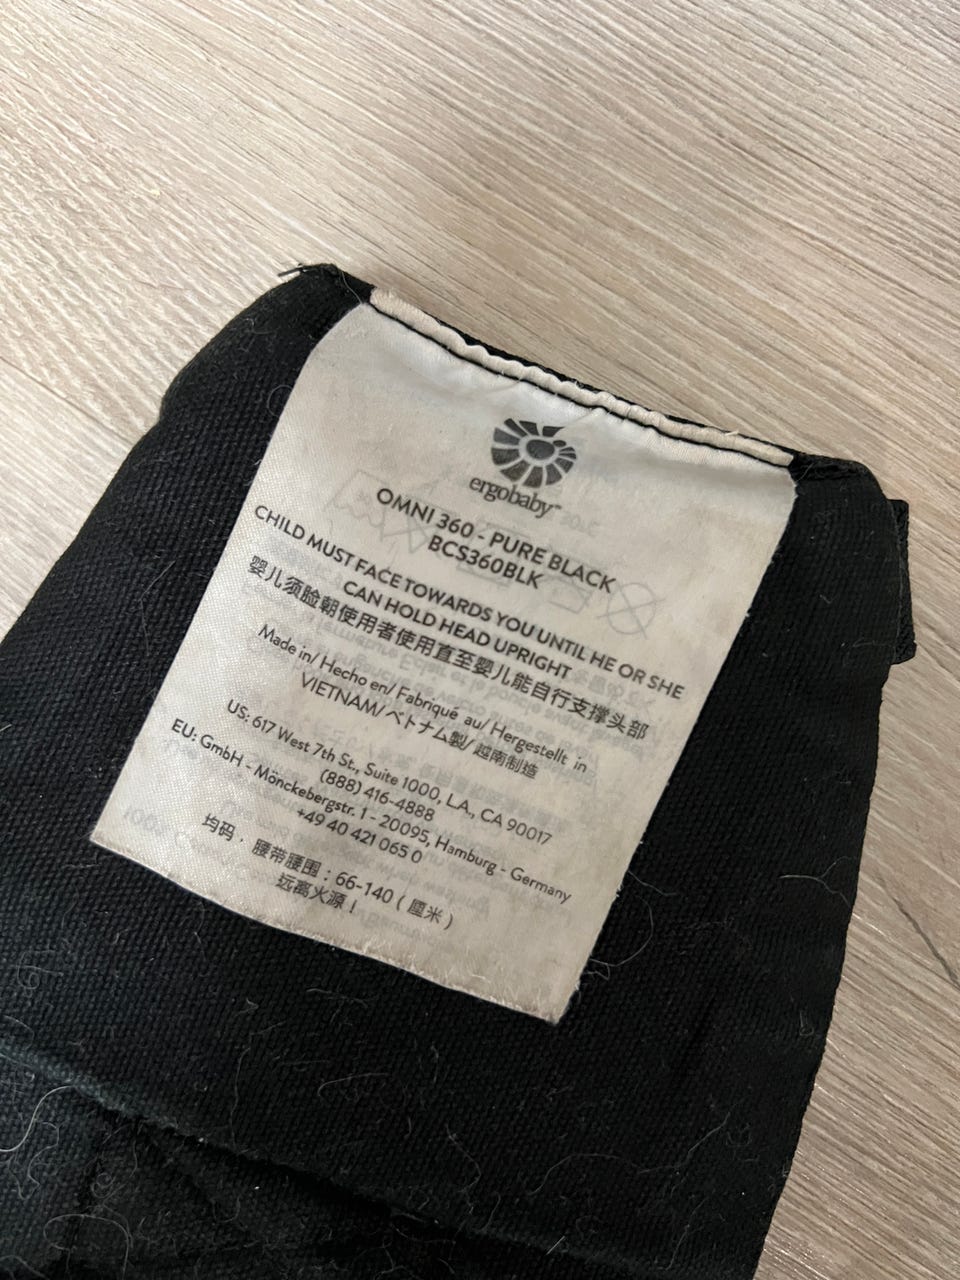 ergobaby™
OMNI 360 - PURE BLACK
BCS360BLK
CHILD MUST FACE TOWARDS YOU UNTIL HE OR SHE
CAN HOLD HEAD UPRIGHT
婴儿须脸朝使用者使用直至婴儿能自行支撑头部
Made in/ Hecho en/ Fabriqué au/ Hergestellt in
VIETNAM/ベトナム製/越南制造
US: 617 West 7th St., Suite 1000, LA., CA 90017
(888) 416-4888
EU: GmbH - Mönckebergstr. 1 - 20095, Hamburg - Germany
+49 40 421 065 0
均码，腰带腰围：66-140（厘米）
远离火源！